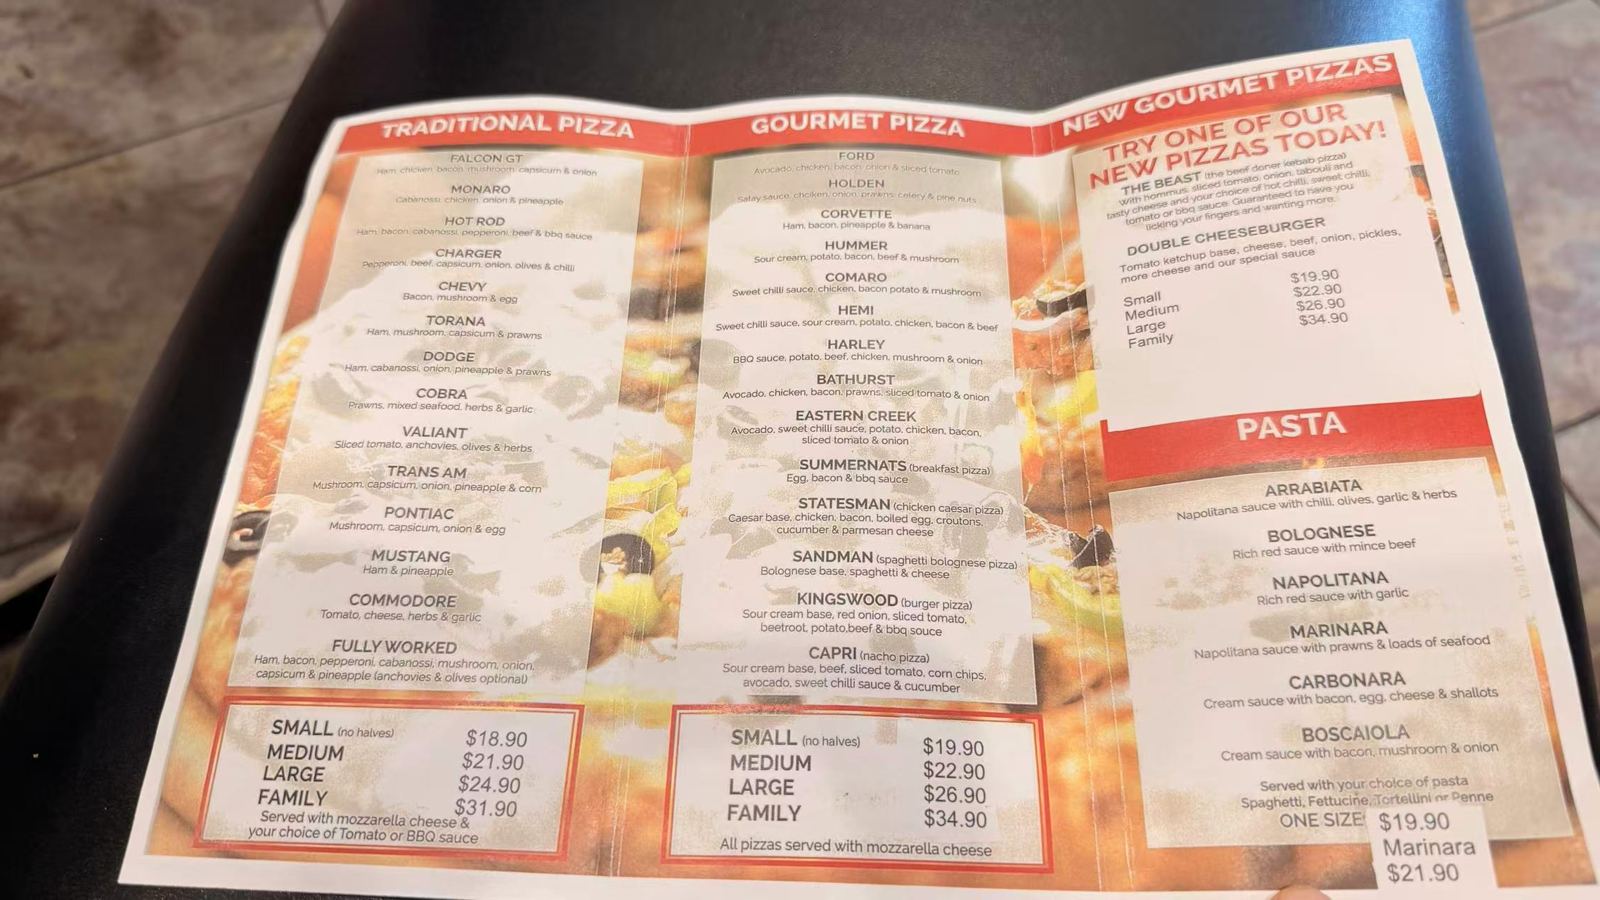 TRADITIONAL PIZZA
FALCON GT
Ham, chicken, bacon, mushroom, capsicum & onion
MONARO
Cabanossi, chicken, onion & pineapple
HOT ROD
Ham, bacon, cabanossi, pepperoni, beef & bbq sauce
CHARGER
Pepperoni, beef, capsicum, onion, olives & chilli
CHEVY
Bacon, mushroom & egg
TORANA
Ham, mushroom, capsicum & prawns
DODGE
Ham, cabanossi, onion, pineapple & prawns
COBRA
Prawns, mixed seafood, herbs & garlic
VALIANT
Sliced tomato, anchovies, olives & herbs
TRANS AM
Mushroom, capsicum, onion, pineapple & corn
PONTIAC
Mushroom, capsicum, onion & egg
MUSTANG
Ham & pineapple
COMMODORE
Tomato, cheese, herbs & garlic
FULLY WORKED
Ham, bacon, pepperoni, cabanossi, mushroom, onion,
capsicum & pineapple (anchovies & olives optional)
SMALL (no halves) $18.90
MEDIUM $21.90
LARGE $24.90
FAMILY $31.90
Served with mozzarella cheese &
your choice of Tomato or BBQ sauce
GOURMET PIZZA
FORD
Avocado, chicken, bacon, onion & sliced tomato
HOLDEN
Satay sauce, chciken, onion, prawns, celery & pine nuts
CORVETTE
Ham, bacon, pineapple & banana
HUMMER
Sour cream, potato, bacon, beef & mushroom
COMARO
Sweet chilli sauce, chicken, bacon potato & mushroom
HEMI
Sweet chilli sauce, sour cream, potato, chicken, bacon & beef
HARLEY
BBQ sauce, potato, beef, chicken, mushroom & onion
BATHURST
Avocado, chicken, bacon, prawns, sliced tomato & onion
EASTERN CREEK
Avocado, sweet chilli sauce, potato, chicken, bacon,
sliced tomato & onion
SUMMERNATS (breakfast pizza)
Egg, bacon & bbq sauce
STATESMAN (chicken caesar pizza)
Caesar base, chicken, bacon, boiled egg, croutons,
cucumber & parmesan cheese
SANDMAN (spaghetti bolognese pizza)
Bolognese base, spaghetti & cheese
KINGSWOOD (burger pizza)
Sour cream base, red onion, sliced tomato,
beetroot, potato,beef & bbq souce
CAPRI (nacho pizza)
Sour cream base, beef, sliced tomato, corn chips,
avocado, sweet chilli sauce & cucumber
SMALL (no halves) $19.90
MEDIUM $22.90
LARGE $26.90
FAMILY $34.90
All pizzas served with mozzarella cheese
NEW GOURMET PIZZAS
TRY ONE OF OUR
NEW PIZZAS TODAY!
THE BEAST (the beef doner kebab pizza)
With hommus, sliced tomato, onion, tabouli and
tasty cheese and your choice of hot chilli, sweet chilli,
tomato or bbq sauce. Guaranteed to have you
licking your fingers and wanting more.
DOUBLE CHEESEBURGER
Tomato ketchup base, cheese, beef, onion, pickles,
more cheese and our special sauce
Small $19.90
Medium $22.90
Large $26.90
Family $34.90
PASTA
ARRABIATA
Napolitana sauce with chilli, olives, garlic & herbs
BOLOGNESE
Rich red sauce with mince beef
NAPOLITANA
Rich red sauce with garlic
MARINARA
Napolitana sauce with prawns & loads of seafood
CARBONARA
Cream sauce with bacon, egg, cheese & shallots
BOSCAIOLA
Cream sauce with bacon, mushroom & onion
Served with your choice of pasta
Spaghetti, Fettucine, Tortellini or Penne
ONE SIZE: $19.90
Marinara
$21.90